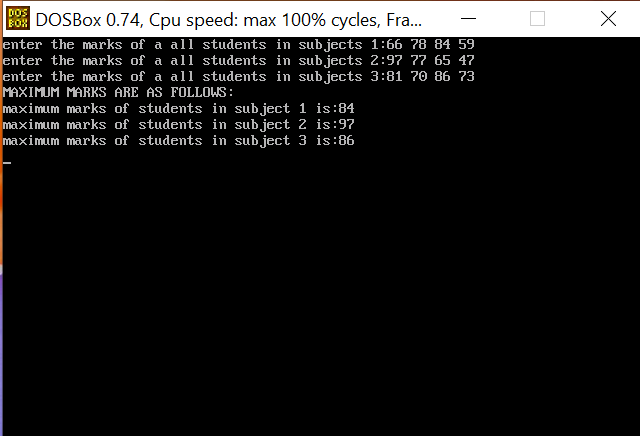 DOS
BOX
DOSBox 0.74, Cpu speed: max 100% cycles, Fra...
enter the marks of a all students in subjects 1:66 78 84 59
enter the marks of a all students in subjects 2:97 77 65 47
enter the marks of a all students in subjects 3:81 70 86 73
MAXIMUM MARKS ARE AS FOLLOWS:
maximum marks of students in subject 1 is:84
maximum marks of students in subject 2 is:97
maximum marks of students in subject 3 is:86